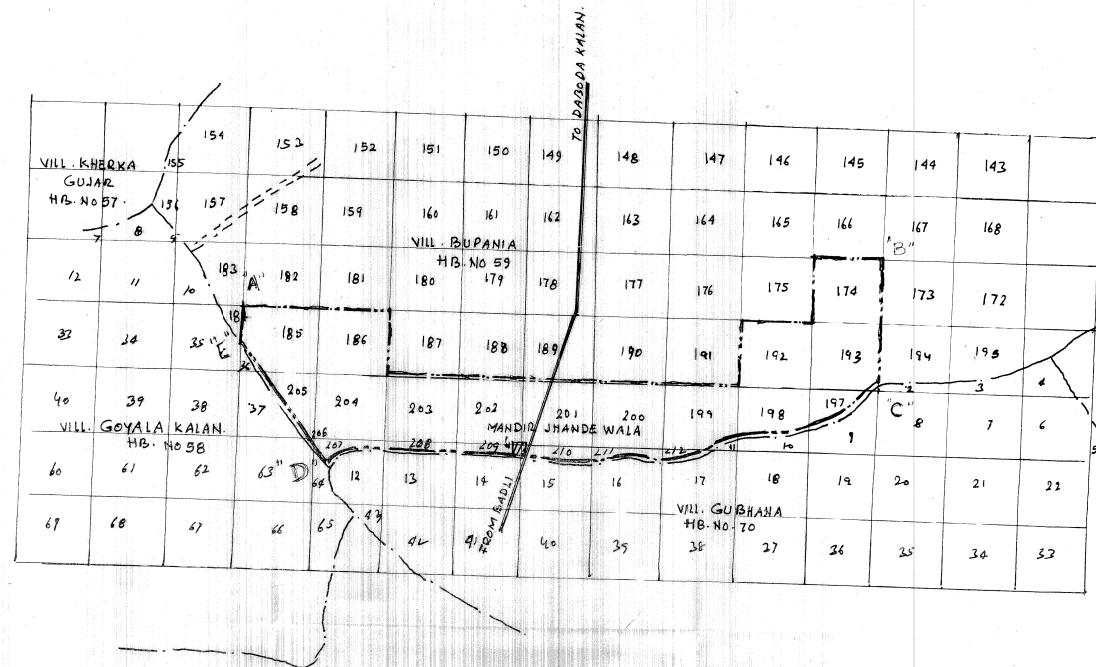 TO DABODA KALAN.
154 153 152 151 150 149 148 147 146 145 144 143
VILL. KHERKA
GUJAR
HB. NO 57.
155
156 157 158 159 160 161 162 163 164 165 166 167 168
7 8 9
VILL. BUPANIA
HB. NO 59
"B"
12 11 10 183 "A" 182 181 180 179 178 177 176 175 174 173 172
33 34 35 "E" 184 185 186 187 188 189 190 191 192 193 194 195
36
40 39 38 37 205 204 203 202 201 200 199 198 197 "C" 2 3 4
VILL. GOYALA KALAN.
HB. NO 58
MANDIR JHANDE WALA
206 207 208 209 210 211 212 11 10 9 8 7 6 5
60 61 62 63 "D" 64 12 13 14 15 16 17 18 19 20 21 22
VILL. GUBHANA
HB. NO. 70
FROM BADLI
69 68 67 66 65 43 42 41 40 39 38 37 36 35 34 33